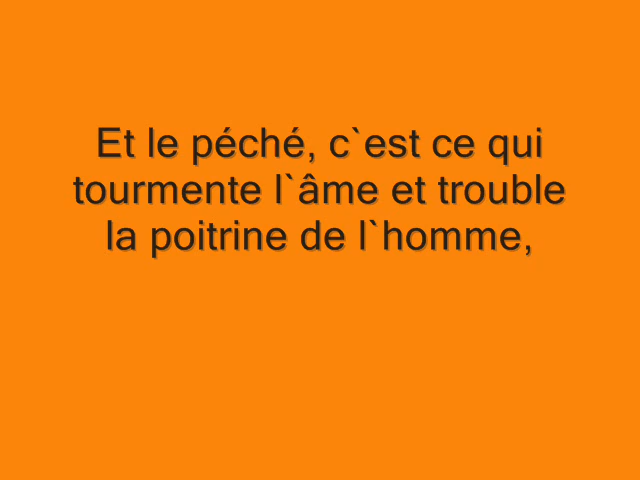 Et le péché, c`est ce qui
tourmente l`âme et trouble
la poitrine de l`homme,